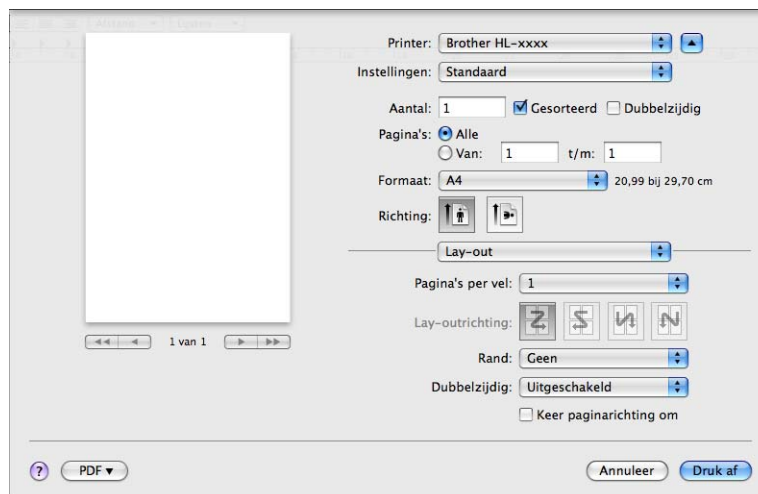 Printer: Brother HL-xxxx
Instellingen: Standaard
Aantal: 1 Gesorteerd Dubbelzijdig
Pagina's: Alle
Van: 1 t/m: 1
Formaat: A4 20,99 bij 29,70 cm
Richting:
Lay-out
Pagina's per vel: 1
Lay-outrichting:
Rand: Geen
Dubbelzijdig: Uitgeschakeld
Keer paginarichting om
1 van 1
? PDF Annuleer Druk af